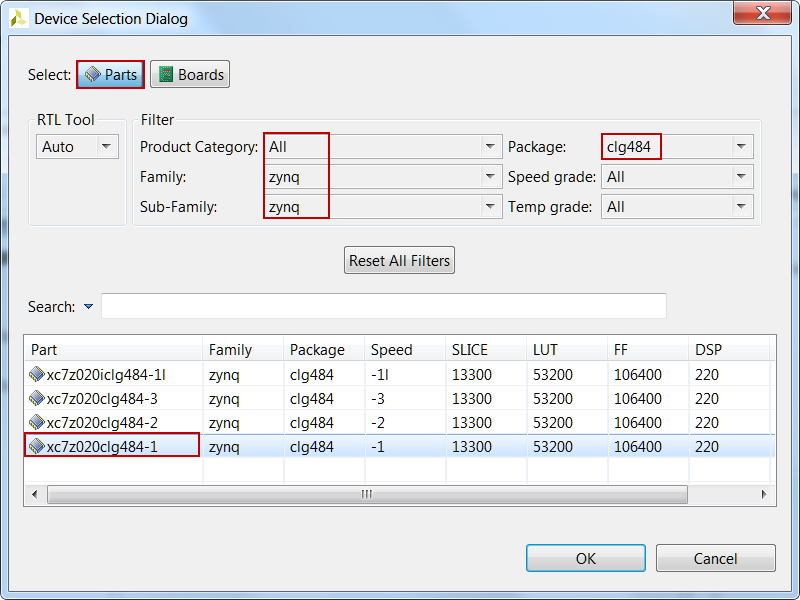 Device Selection Dialog
Select: Parts Boards
RTL Tool Filter
Auto Product Category: All Package: clg484
Family: zynq Speed grade: All
Sub-Family: zynq Temp grade: All
Reset All Filters
Search:
Part Family Package Speed SLICE LUT FF DSP
xc7z020iclg484-1l zynq clg484 -1l 13300 53200 106400 220
xc7z020clg484-3 zynq clg484 -3 13300 53200 106400 220
xc7z020clg484-2 zynq clg484 -2 13300 53200 106400 220
xc7z020clg484-1 zynq clg484 -1 13300 53200 106400 220
OK Cancel